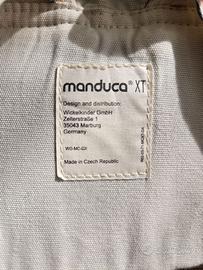 manduca® XT
Design and distribution:
Wickelkinder GmbH
Zellerstraße 1
35043 Marburg
Germany
Made in Czech Republic